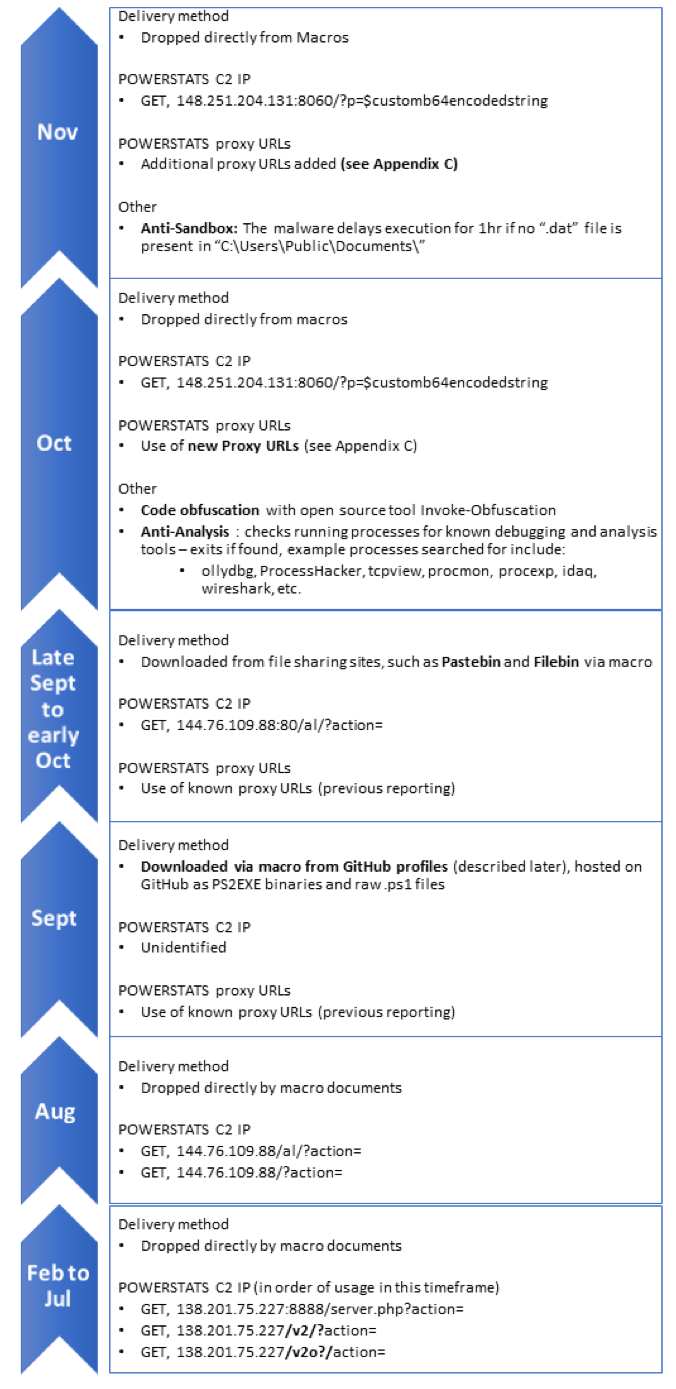 Nov
Delivery method
• Dropped directly from Macros
POWERSTATS C2 IP
• GET, 148.251.204.131:8060/?p=$customb64encodedstring
POWERSTATS proxy URLs
• Additional proxy URLs added (see Appendix C)
Other
• Anti-Sandbox: The malware delays execution for 1hr if no “.dat” file is
present in “C:\Users\Public\Documents\”
Oct
Delivery method
• Dropped directly from macros
POWERSTATS C2 IP
• GET, 148.251.204.131:8060/?p=$customb64encodedstring
POWERSTATS proxy URLs
• Use of new Proxy URLs (see Appendix C)
Other
• Code obfuscation with open source tool Invoke-Obfuscation
• Anti-Analysis : checks running processes for known debugging and analysis
tools – exits if found, example processes searched for include:
• ollydbg, ProcessHacker, tcpview, procmon, procexp, idaq,
wireshark, etc.
Late
Sept
to
early
Oct
Delivery method
• Downloaded from file sharing sites, such as Pastebin and Filebin via macro
POWERSTATS C2 IP
• GET, 144.76.109.88:80/al/?action=
POWERSTATS proxy URLs
• Use of known proxy URLs (previous reporting)
Sept
Delivery method
• Downloaded via macro from GitHub profiles (described later), hosted on
GitHub as PS2EXE binaries and raw .ps1 files
POWERSTATS C2 IP
• Unidentified
POWERSTATS proxy URLs
• Use of known proxy URLs (previous reporting)
Aug
Delivery method
• Dropped directly by macro documents
POWERSTATS C2 IP
• GET, 144.76.109.88/al/?action=
• GET, 144.76.109.88/?action=
Feb to
Jul
Delivery method
• Dropped directly by macro documents
POWERSTATS C2 IP (in order of usage in this timeframe)
• GET, 138.201.75.227:8888/server.php?action=
• GET, 138.201.75.227/v2/?action=
• GET, 138.201.75.227/v2o?/action=